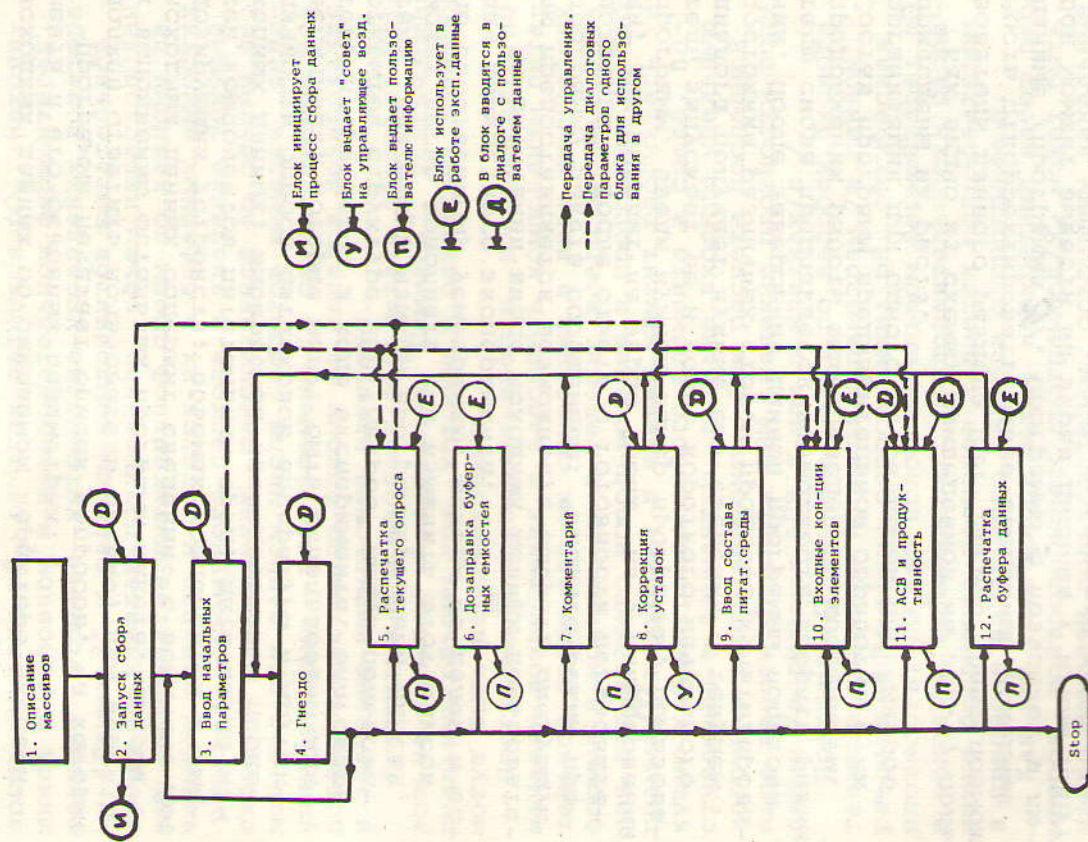 1. Описание
массивов
2. Запуск сбора
данных
И
D
3. Ввод начальных
параметров
D
4. Гнездо
D
5. Распечатка
текущего опроса
П
E
6. Дозаправка буфер-
ных емкостей
П
E
7. Комментарий
8. Коррекция
уставок
П
У
D
9. Ввод состава
питат.среды
D
10. Входные кон-ции
элементов
П
E
11. АСВ и продук-
тивность
П
D
E
12. Распечатка
буфера данных
П
E
Stop
И
Блок инициирует
процесс сбора данных
У
Блок выдает "совет"
на управляющее возд.
П
Блок выдает пользо-
вателю информацию
Е
Блок использует в
работе эксп.данные
Д
В блок вводятся в
диалоге с пользо-
вателем данные
Передача управления.
Передача диалоговых
параметров одного
блока для использо-
вания в другом